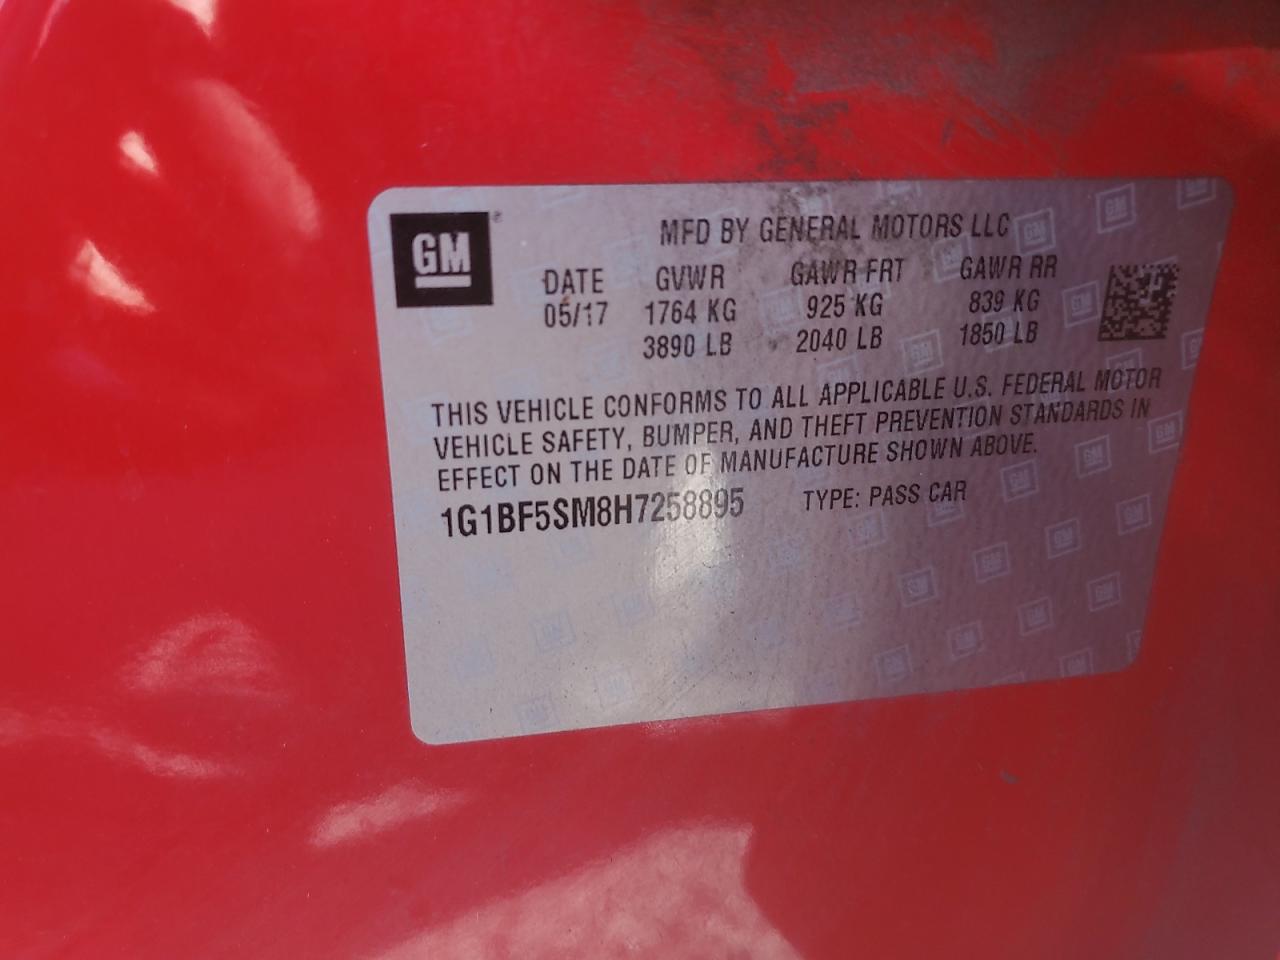 GM
MFD BY GENERAL MOTORS LLC
DATE GVWR GAWR FRT GAWR RR
05/17 1764 KG 925 KG 839 KG
3890 LB 2040 LB 1850 LB
THIS VEHICLE CONFORMS TO ALL APPLICABLE U.S. FEDERAL MOTOR
VEHICLE SAFETY, BUMPER, AND THEFT PREVENTION STANDARDS IN
EFFECT ON THE DATE OF MANUFACTURE SHOWN ABOVE.
1G1BF5SM8H7258895 TYPE: PASS CAR